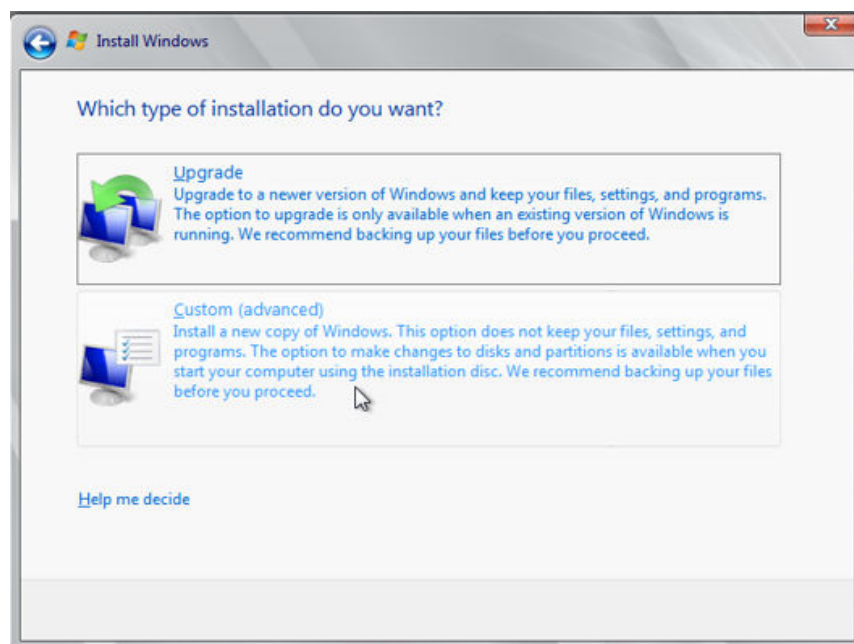 Install Windows
Which type of installation do you want?
Upgrade
Upgrade to a newer version of Windows and keep your files, settings, and programs.
The option to upgrade is only available when an existing version of Windows is
running. We recommend backing up your files before you proceed.
Custom (advanced)
Install a new copy of Windows. This option does not keep your files, settings, and
programs. The option to make changes to disks and partitions is available when you
start your computer using the installation disc. We recommend backing up your files
before you proceed.
Help me decide